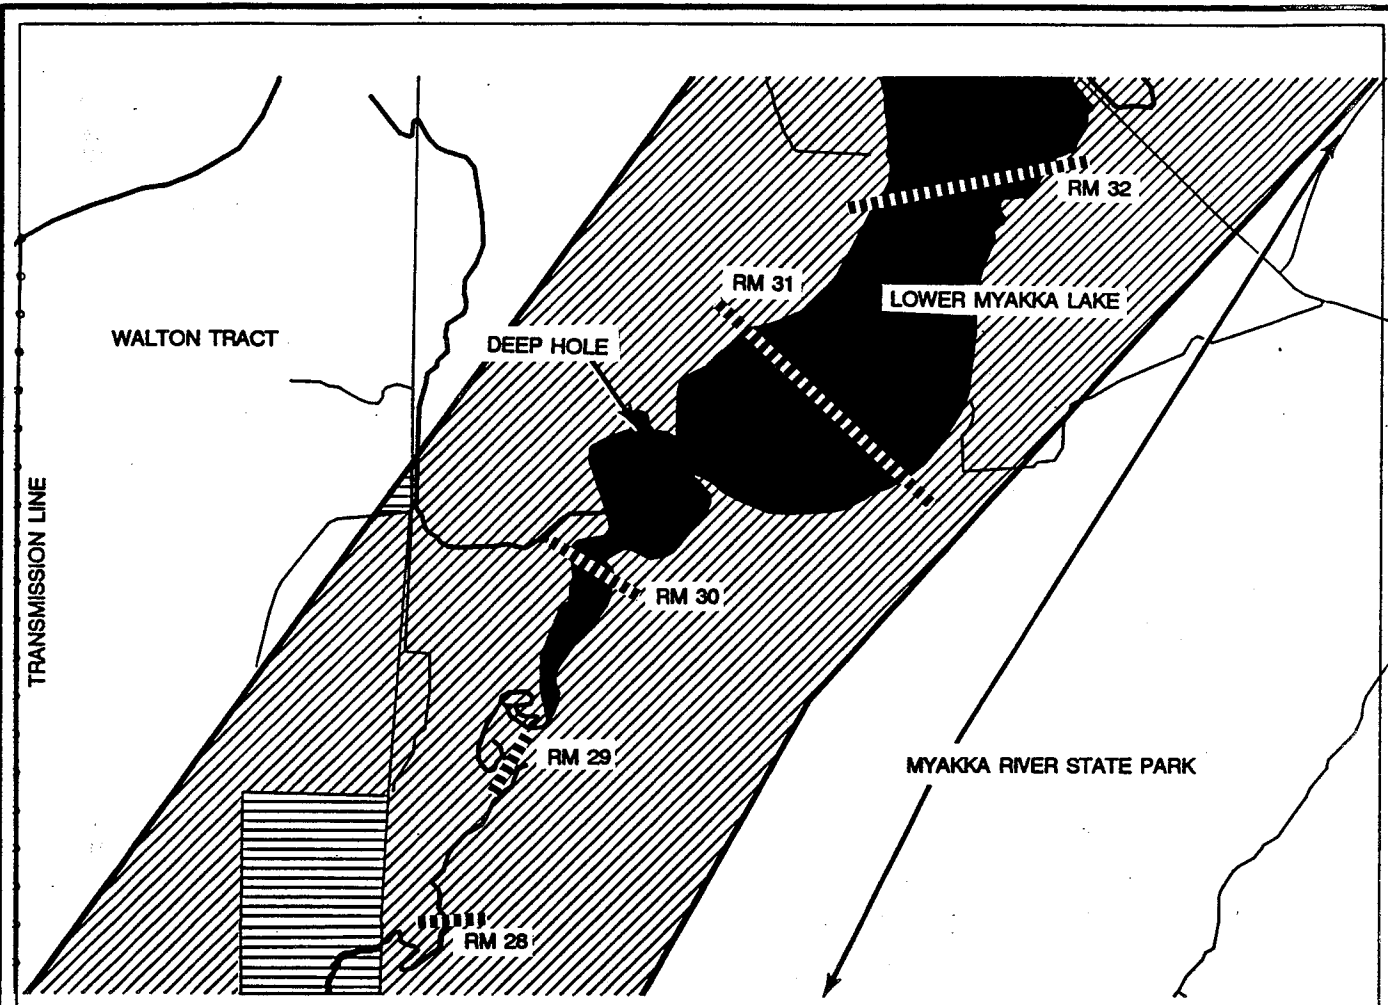 RM 32
RM 31
LOWER MYAKKA LAKE
WALTON TRACT
DEEP HOLE
TRANSMISSION LINE
RM 30
RM 29
MYAKKA RIVER STATE PARK
RM 28